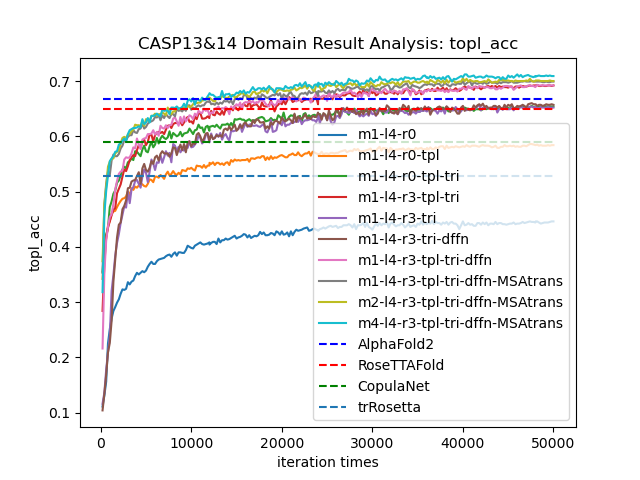 CASP13&14 Domain Result Analysis: topl_acc
topl_acc
0.7
0.6
0.5
0.4
0.3
0.2
0.1
m1-l4-r0
m1-l4-r0-tpl
m1-l4-r0-tpl-tri
m1-l4-r3-tpl-tri
m1-l4-r3-tri
m1-l4-r3-tri-dffn
m1-l4-r3-tpl-tri-dffn
m1-l4-r3-tpl-tri-dffn-MSAtrans
m2-l4-r3-tpl-tri-dffn-MSAtrans
m4-l4-r3-tpl-tri-dffn-MSAtrans
AlphaFold2
RoseTTAFold
CopulaNet
trRosetta
0 10000 20000 30000 40000 50000
iteration times